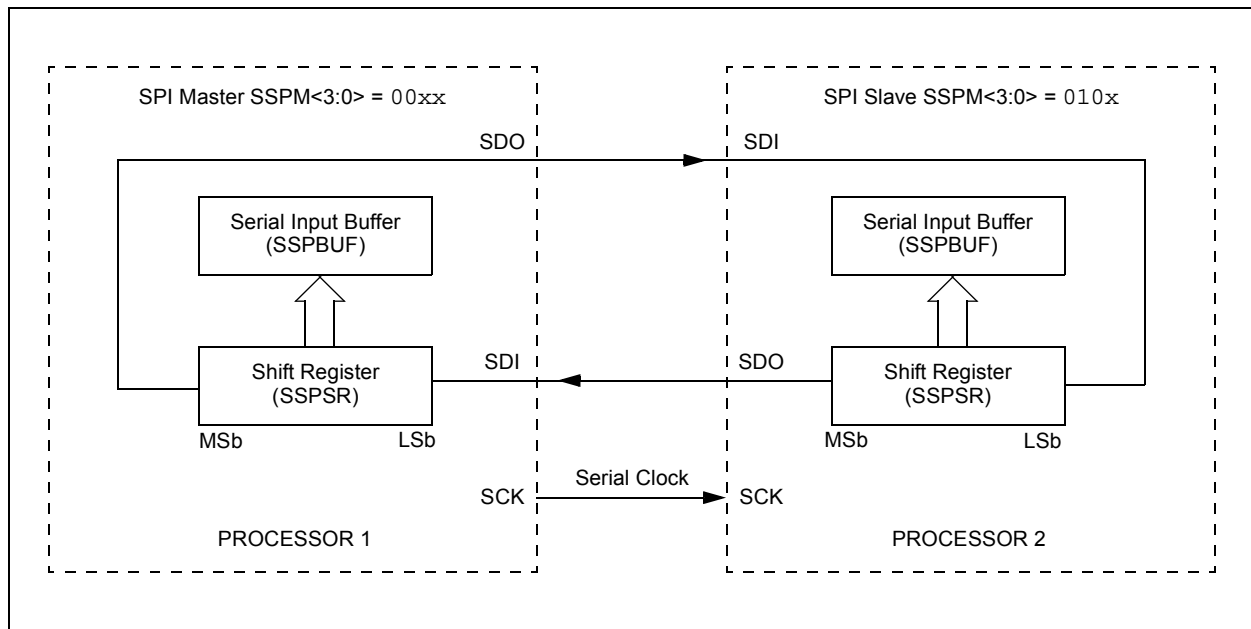 SPI Master SSPM<3:0> = 00xx
SDO
Serial Input Buffer
(SSPBUF)
Shift Register
(SSPSR)
MSb
LSb
SDI
SCK
PROCESSOR 1
Serial Clock
SPI Slave SSPM<3:0> = 010x
SDI
Serial Input Buffer
(SSPBUF)
SDO
Shift Register
(SSPSR)
MSb
LSb
SCK
PROCESSOR 2